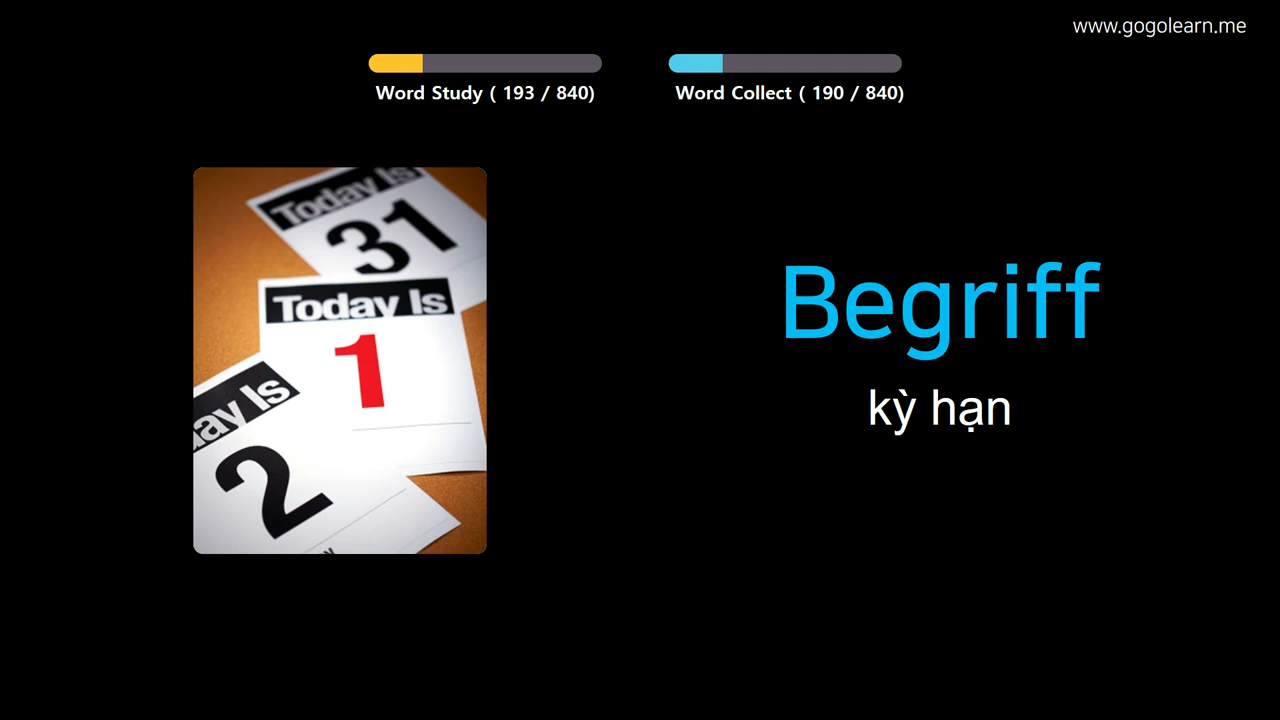 www.gogolearn.me
Word Study ( 193 / 840)
Word Collect ( 190 / 840)
Today Is
31
Today Is
1
ay Is
2
Begriff
kỳ hạn